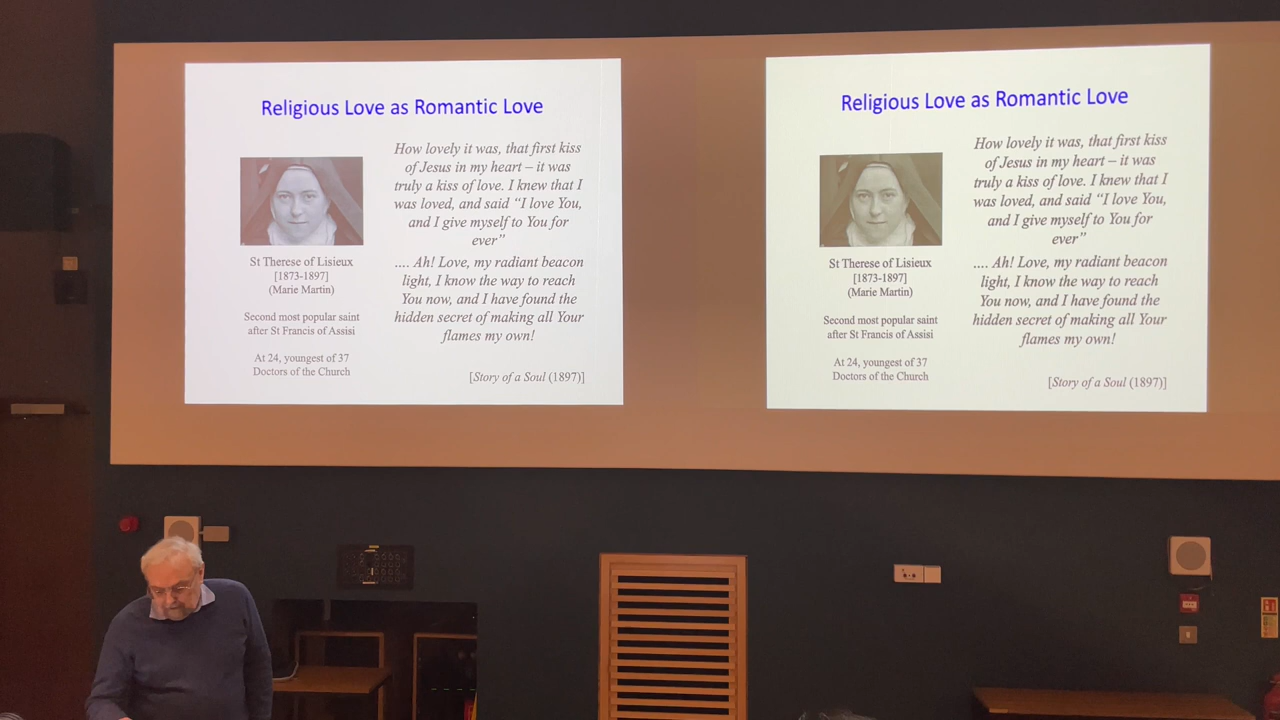 Religious Love as Romantic Love
How lovely it was, that first kiss
of Jesus in my heart – it was
truly a kiss of love. I knew that I
was loved, and said “I love You,
and I give myself to You for
ever”
.... Ah! Love, my radiant beacon
light, I know the way to reach
You now, and I have found the
hidden secret of making all Your
flames my own!
[Story of a Soul (1897)]
St Therese of Lisieux
[1873-1897]
(Marie Martin)
Second most popular saint
after St Francis of Assisi
At 24, youngest of 37
Doctors of the Church
Religious Love as Romantic Love
How lovely it was, that first kiss
of Jesus in my heart – it was
truly a kiss of love. I knew that I
was loved, and said “I love You,
and I give myself to You for
ever”
.... Ah! Love, my radiant beacon
light, I know the way to reach
You now, and I have found the
hidden secret of making all Your
flames my own!
[Story of a Soul (1897)]
St Therese of Lisieux
[1873-1897]
(Marie Martin)
Second most popular saint
after St Francis of Assisi
At 24, youngest of 37
Doctors of the Church